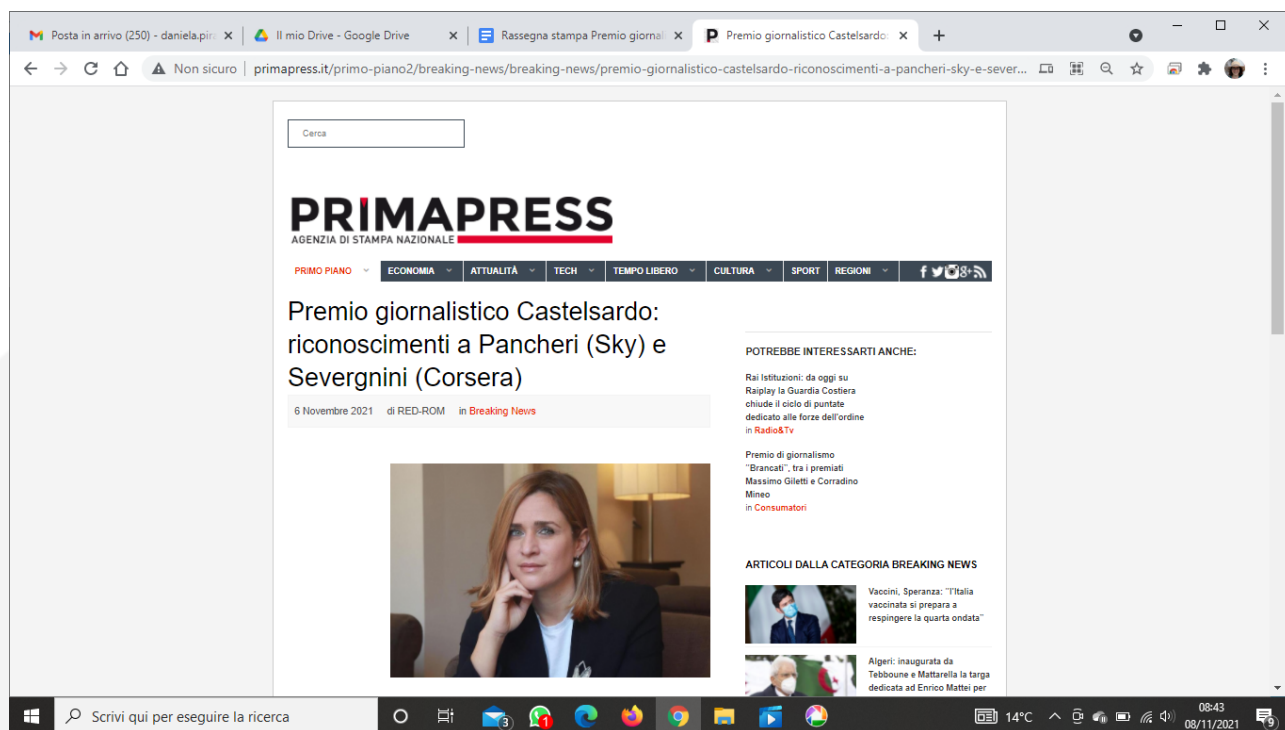 Posta in arrivo (250) - daniela.pir
Il mio Drive - Google Drive
Rassegna stampa Premio giornal
Premio giornalistico Castelsardo:
Non sicuro
primapress.it/primo-piano2/breaking-news/breaking-news/premio-giornalistico-castelsardo-riconoscimenti-a-pancheri-sky-e-sever...
Cerca
PRIMAPRESS
AGENZIA DI STAMPA NAZIONALE
PRIMO PIANO
ECONOMIA
ATTUALITÀ
TECH
TEMPO LIBERO
CULTURA
SPORT
REGIONI
Premio giornalistico Castelsardo:
riconoscimenti a Pancheri (Sky) e
Severgnini (Corsera)
6 Novembre 2021 di RED-ROM in Breaking News
POTREBBE INTERESSARTI ANCHE:
Rai Istituzioni: da oggi su
Raiplay la Guardia Costiera
chiude il ciclo di puntate
dedicato alle forze dell'ordine
in Radio&Tv
Premio di giornalismo
"Brancati", tra i premiati
Massimo Giletti e Corradino
Mineo
in Consumatori
ARTICOLI DALLA CATEGORIA BREAKING NEWS
Vaccini, Speranza: "l'Italia
vaccinata si prepara a
respingere la quarta ondata"
Algeri: inaugurata da
Tebboune e Mattarella la targa
dedicata ad Enrico Mattei per
Scrivi qui per eseguire la ricerca
3
1
14°C
08:43
08/11/2021
9